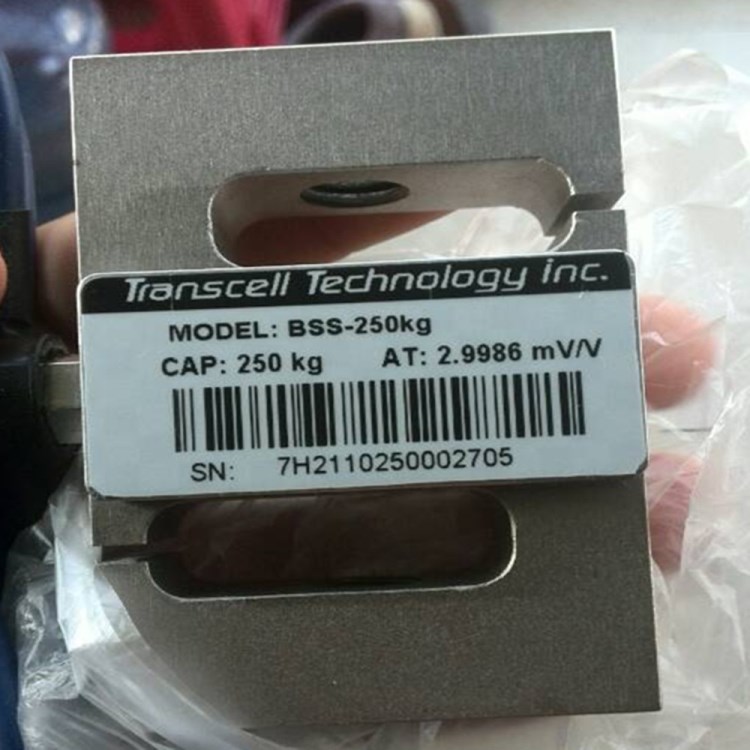 Transcell Technology inc.
MODEL: BSS-250kg
CAP: 250 kg AT: 2.9986 mV/V
SN: 7H2110250002705